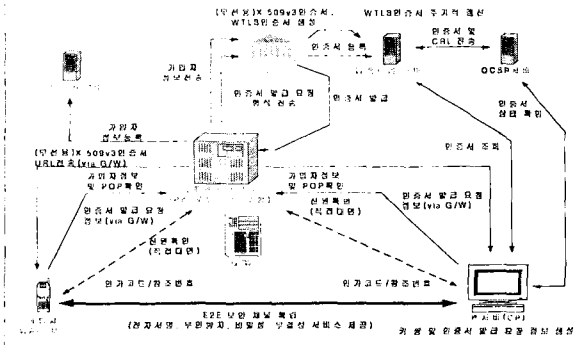 (무선용)X.509v3인증서,
WTLS인증서 생성
WTLS인증서 주기적 갱신
인증서 등록
인증서 및
CRL 전송
OCSP서버
가입자
정보전송
인증서 발급 요청
형식 전송
인증서 발급
인증서
상태 확인
가입자
정보등록
(무선용)X.509v3인증서
URL전송(via G/W)
인증서 조회
가입자정보
및 POP확인
가입자정보
및 POP확인
인증서 발급 요청
정보(via G/W)
인증서 발급 요청
정보(via G/W)
신원확인
(직접대면)
신원확인
(직접대면)
인가코드/참조번호
인가코드/참조번호
E2E 보안 채널 확립
(전자서명, 부인방지, 비밀성, 무결성 서비스 제공)
(CP)
키 쌍 및 인증서 발급 요청 정보 생성